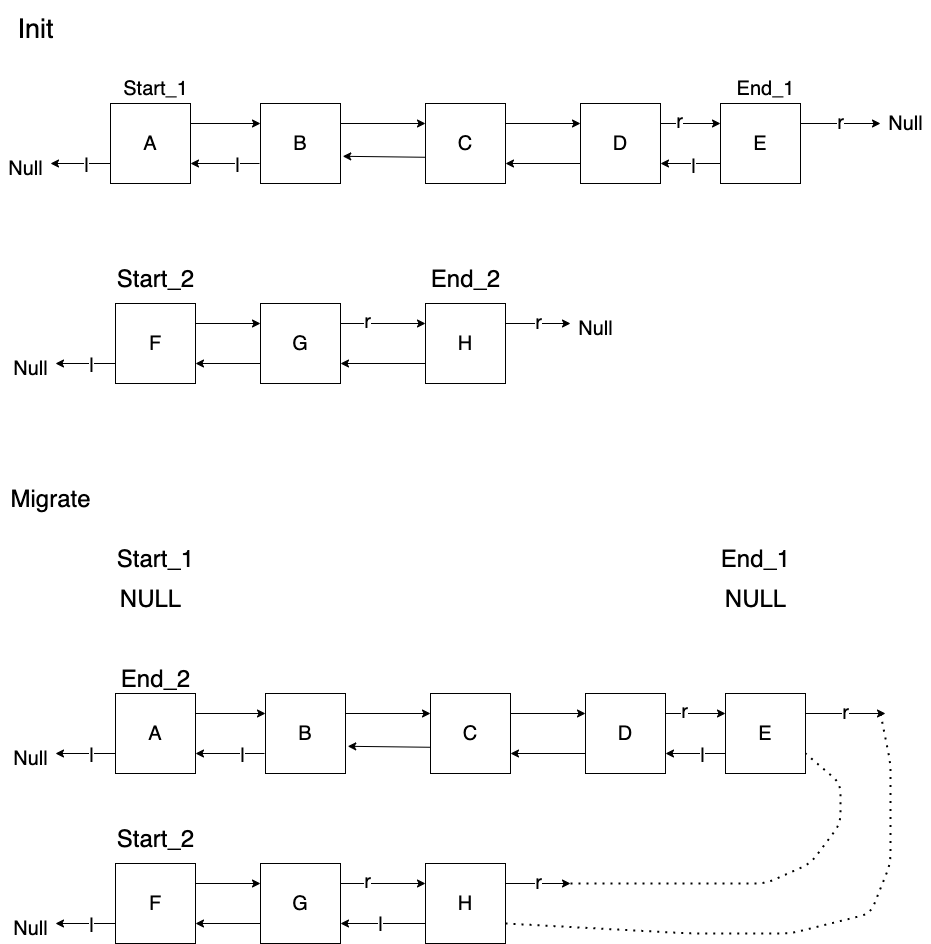 Init
Start_1
End_1
r
r
Null
A
B
C
D
E
Null
l
l
l
Start_2
End_2
r
r
Null
F
G
H
Null
l
Migrate
Start_1
End_1
NULL
NULL
End_2
r
r
A
B
C
D
E
Null
l
l
l
Start_2
r
r
F
G
H
Null
l
l